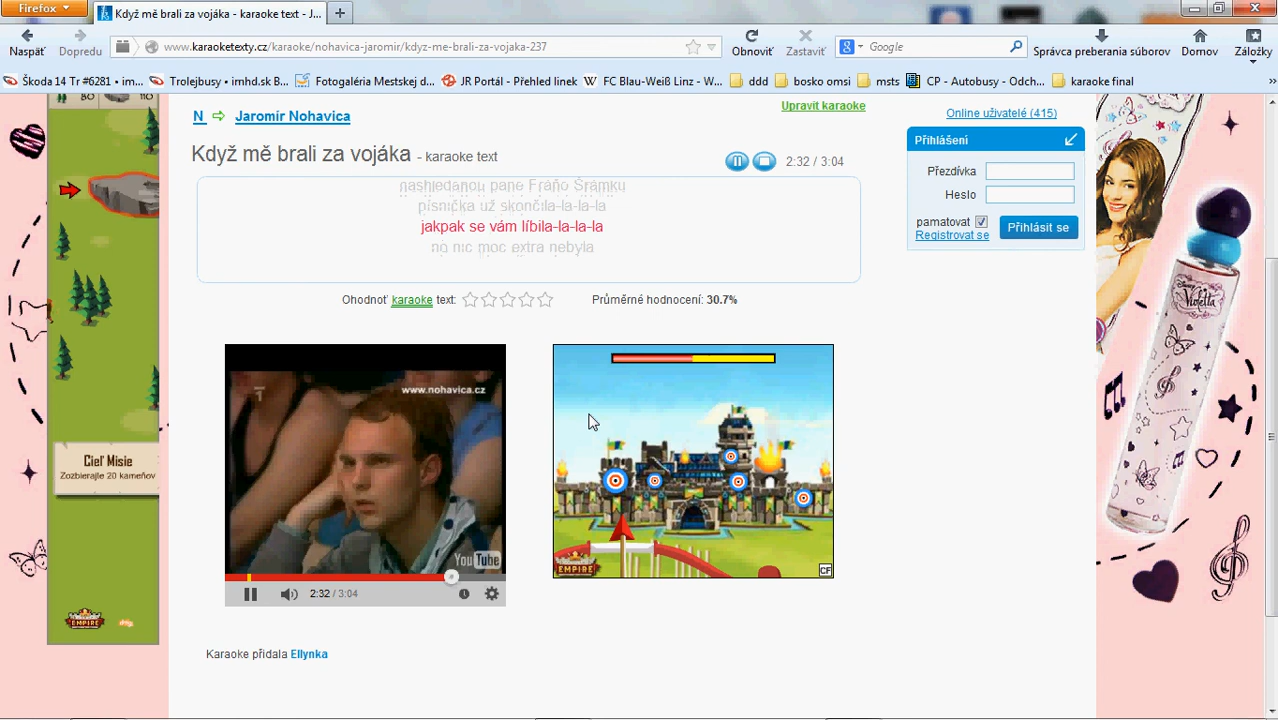 Firefox
Když mě brali za vojáka - karaoke text - J...
Naspäť
Dopredu
www.karaoketexty.cz/karaoke/nohavica-jaromir/kdyz-me-brali-za-vojaka-237
Obnoviť
Zastaviť
Google
Správca preberania súborov
Domov
Záložky
Škoda 14 Tr #6281 • im...
Trolejbusy • imhd.sk B...
Fotogaléria Mestskej d...
JR Portál - Přehled linek
FC Blau-Weiß Linz - W...
ddd
bosko omsi
msts
CP - Autobusy - Odch...
karaoke final
80
110
N
Jaromír Nohavica
Upravit karaoke
Online uživatelé (415)
Když mě brali za vojáka - karaoke text
2:32 / 3:04
nashledanou pane Fráňo Šrámku
písnička už skončila-la-la-la
jakpak se vám líbila-la-la-la
no nic moc extra nebyla
Přihlášení
Přezdívka
Heslo
pamatovat
Registrovat se
Přihlásit se
Ohodnoť karaoke text:
Průměrné hodnocení: 30.7%
www.nohavica.cz
YouTube
2:32 / 3:04
EMPIRE
CF
Cieľ Misie
Zozbierajte 20 kameňov
EMPIRE
Disney
Violetta
Karaoke přidala Ellynka